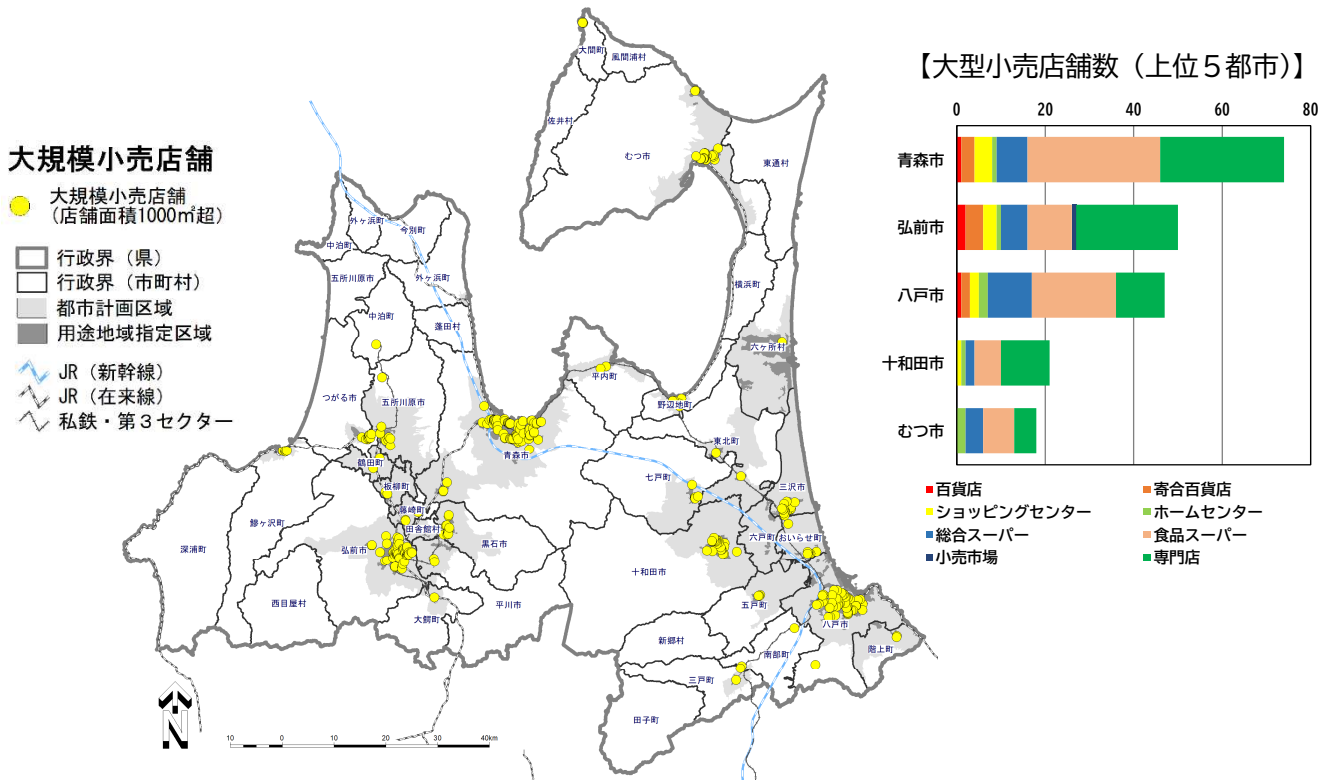 大規模小売店舗
大規模小売店舗
（店舗面積1000㎡超）
行政界（県）
行政界（市町村）
都市計画区域
用途地域指定区域
JR（新幹線）
JR（在来線）
私鉄・第３セクター
大間町
風間浦村
佐井村
むつ市
東通村
外ヶ浜町
今別町
中泊町
五所川原市
外ヶ浜町
横浜町
中泊町
蓬田村
六ヶ所村
平内町
野辺地町
つがる市
五所川原市
東北町
青森市
鶴田町
七戸町
板柳町
三沢市
藤崎町
鰺ヶ沢町
田舎館村
六戸町
おいらせ町
深浦町
弘前市
黒石市
十和田市
西目屋村
平川市
五戸町
大鰐町
八戸市
新郷村
階上町
南部町
三戸町
田子町
N
10 0 10 20 30 40km
【大型小売店舗数（上位５都市）】
0 20 40 60 80
青森市
弘前市
八戸市
十和田市
むつ市
百貨店 寄合百貨店
ショッピングセンター ホームセンター
総合スーパー 食品スーパー
小売市場 専門店